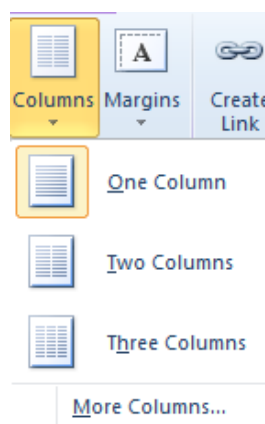 A
Columns Margins Create
Link
One Column
Two Columns
Three Columns
More Columns...